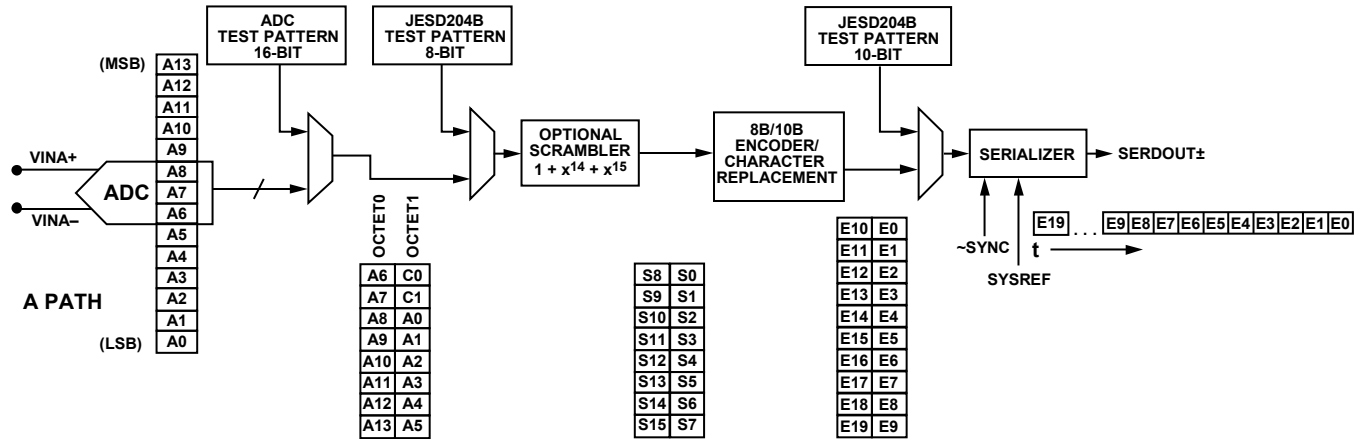 ADC
TEST PATTERN
16-BIT
JESD204B
TEST PATTERN
8-BIT
JESD204B
TEST PATTERN
10-BIT
(MSB)
A13
A12
A11
A10
A9
A8
A7
A6
A5
A4
A3
A2
A1
A0
(LSB)
VINA+
ADC
VINA–
A PATH
OCTET0
OCTET1
A6 C0
A7 C1
A8 A0
A9 A1
A10 A2
A11 A3
A12 A4
A13 A5
OPTIONAL
SCRAMBLER
1 + x14 + x15
S8 S0
S9 S1
S10 S2
S11 S3
S12 S4
S13 S5
S14 S6
S15 S7
8B/10B
ENCODER/
CHARACTER
REPLACEMENT
E10 E0
E11 E1
E12 E2
E13 E3
E14 E4
E15 E5
E16 E6
E17 E7
E18 E8
E19 E9
SERIALIZER
SERDOUT±
~SYNC
SYSREF
E19 . . . E9 E8 E7 E6 E5 E4 E3 E2 E1 E0
t